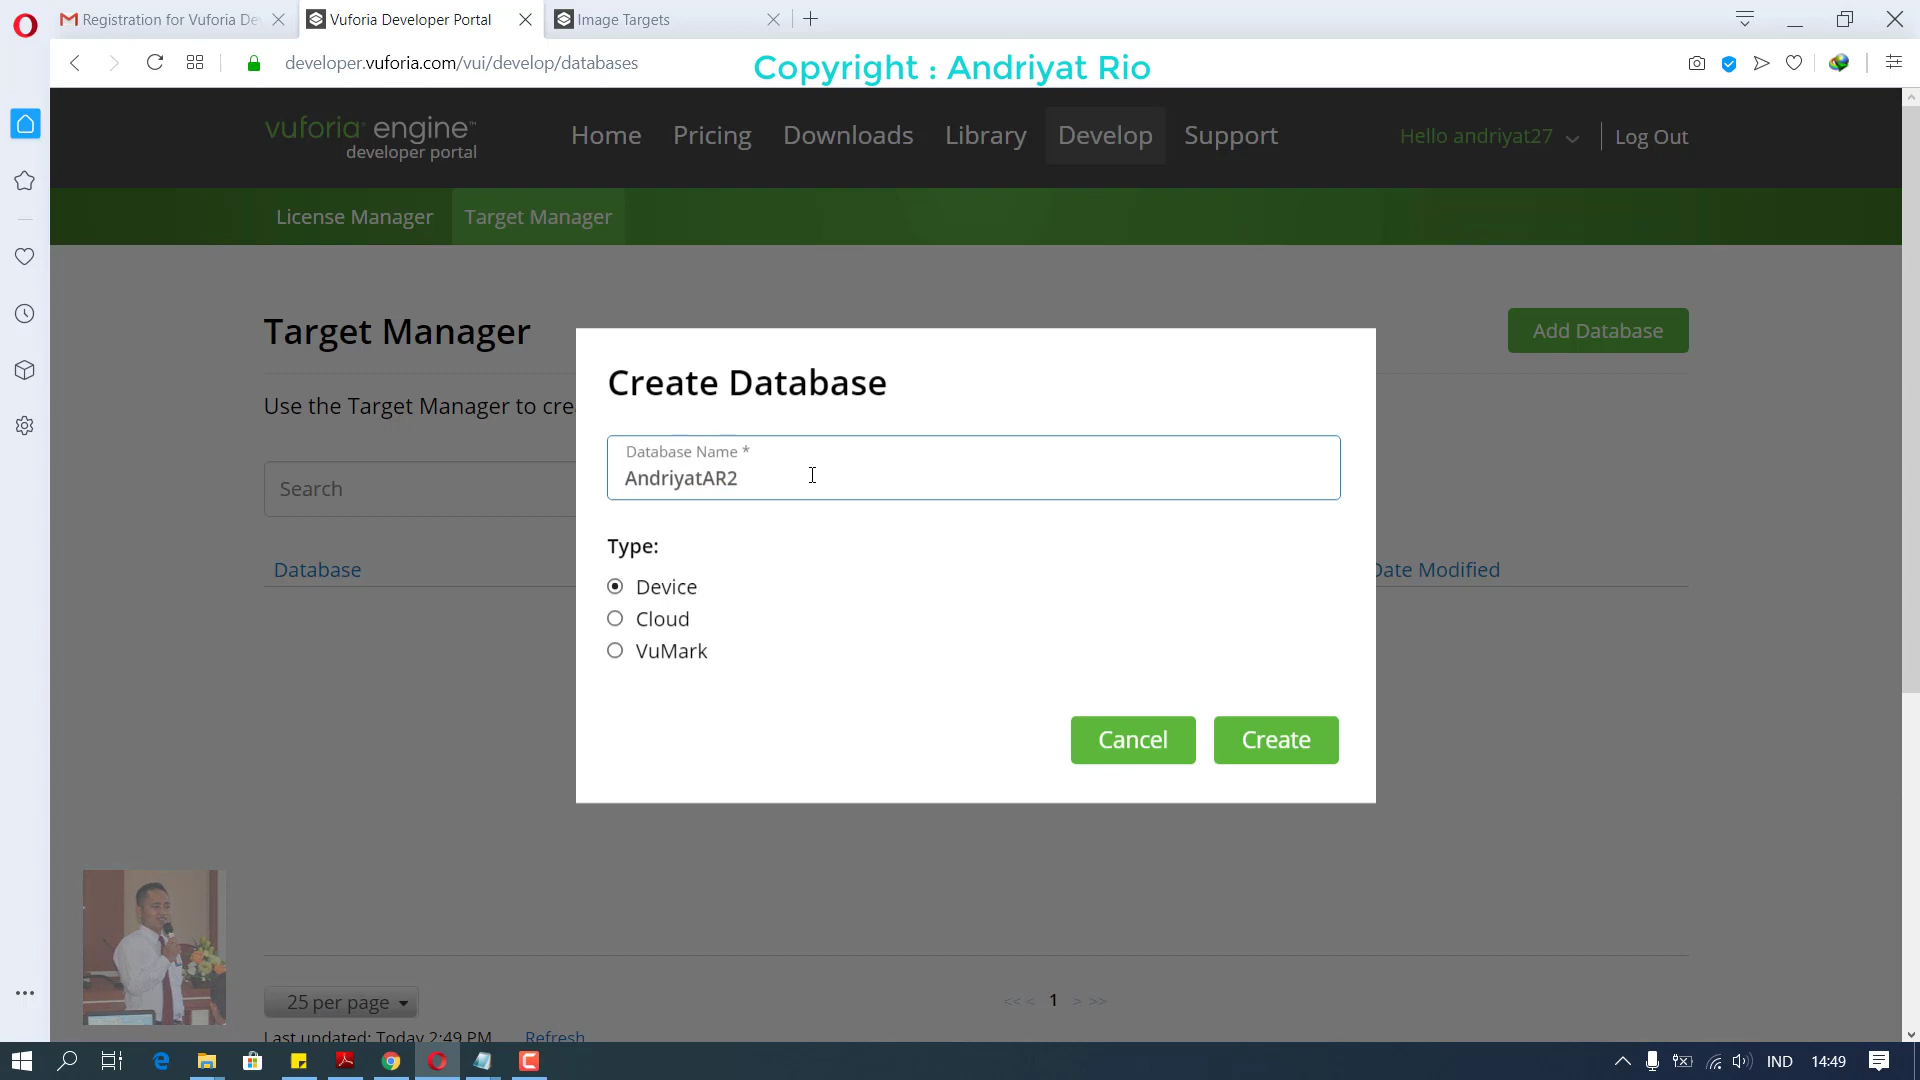 Registration for Vuforia De
Vuforia Developer Portal
Image Targets
developer.vuforia.com/vui/develop/databases
Copyright : Andriyat Rio
vuforia engine™
developer portal
Home
Pricing
Downloads
Library
Develop
Support
Hello andriyat27
Log Out
License Manager
Target Manager
Target Manager
Add Database
Use the Target Manager to cre
Search
Database
Date Modified
Create Database
Database Name *
AndriyatAR2
Type:
Device
Cloud
VuMark
Cancel
Create
25 per page
<< < 1 > >>
Last updated: Today 2:49 PM
Refresh
IND
14:49